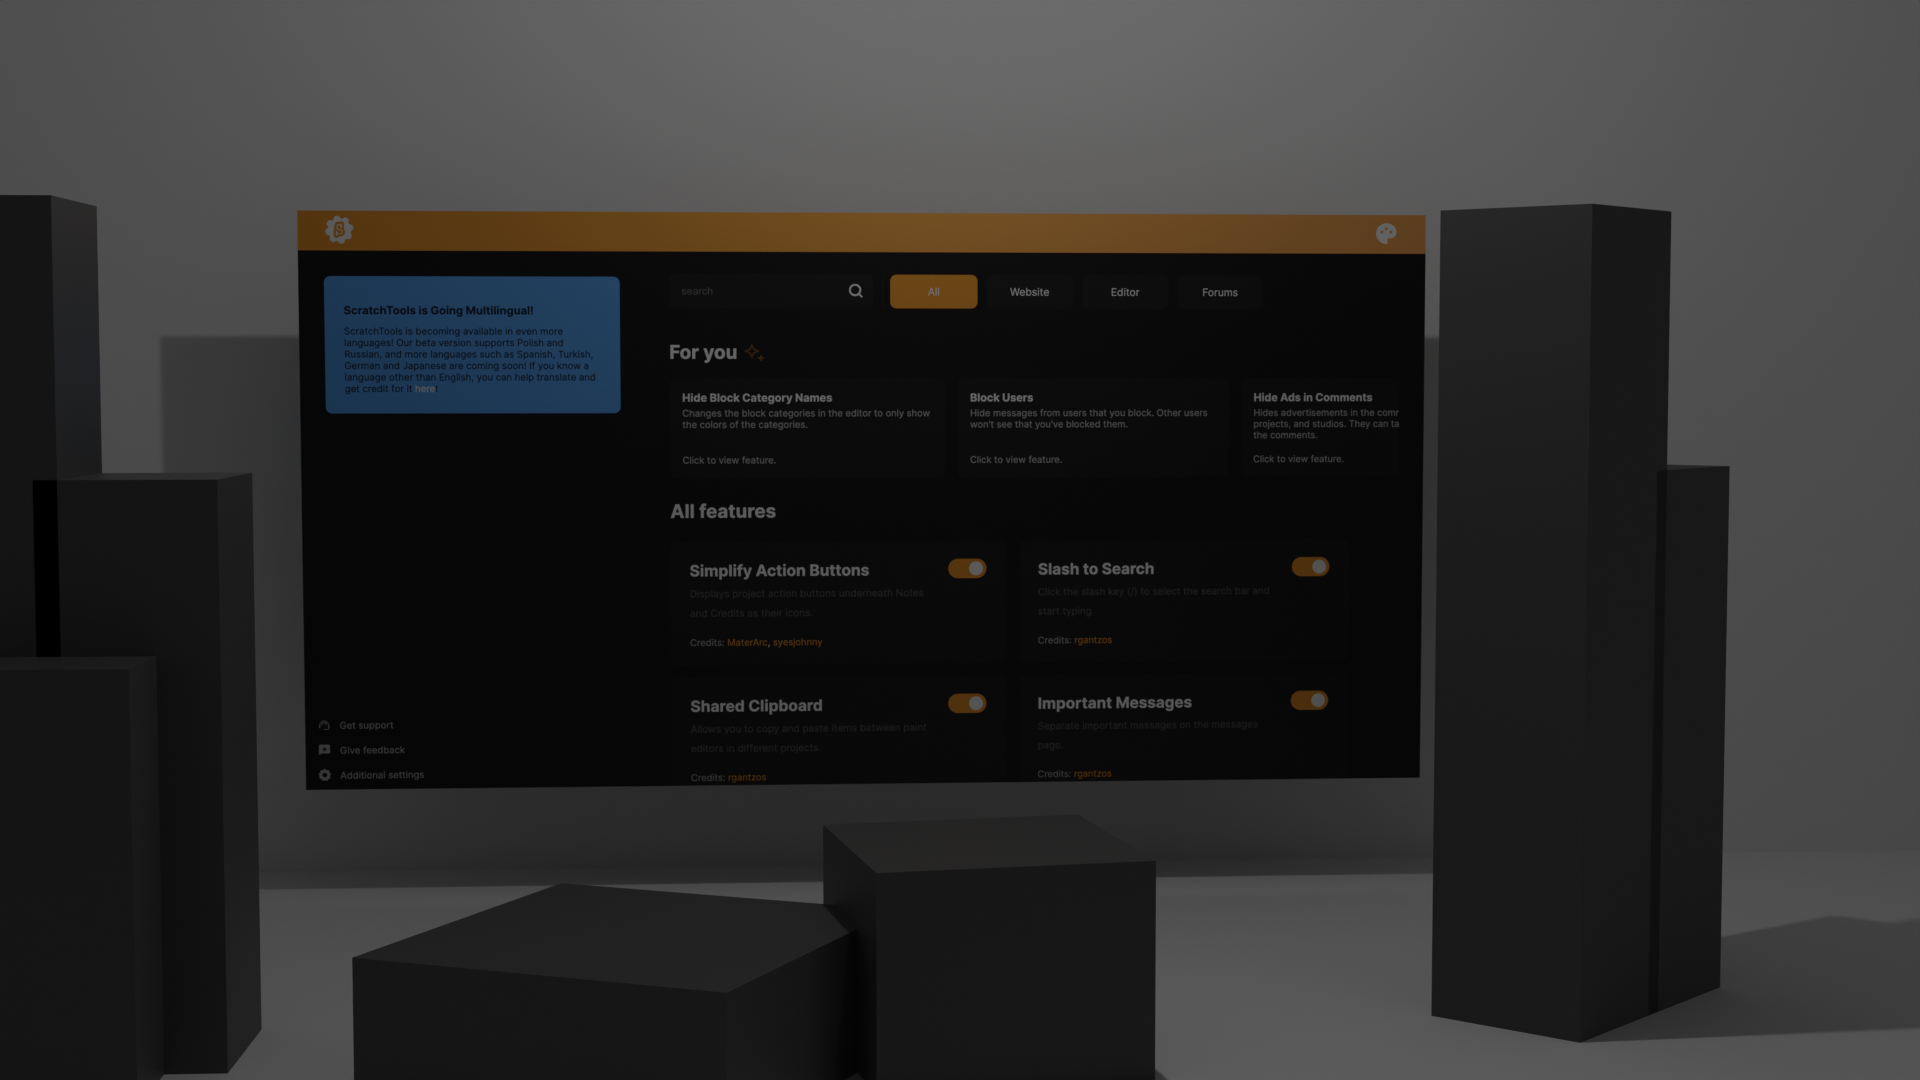 ScratchTools is Going Multilingual!
ScratchTools is becoming available in even more
languages! Our beta version supports Polish and
Russian, and more languages such as Spanish, Turkish,
German and Japanese are coming soon! If you know a
language other than English, you can help translate and
get credit for it here!
Get support
Give feedback
Additional settings
search
All
Website
Editor
Forums
For you
Hide Block Category Names
Changes the block categories in the editor to only show
the colors of the categories.
Click to view feature.
Block Users
Hide messages from users that you block. Other users
won't see that you've blocked them.
Click to view feature.
Hide Ads in Comments
Hides advertisements in the comr
projects, and studios. They can ta
the comments.
Click to view feature.
All features
Simplify Action Buttons
Displays project action buttons underneath Notes
and Credits as their icons.
Credits: MaterArc, syesjohnny
Slash to Search
Click the slash key (/) to select the search bar and
start typing.
Credits: rgantzos
Shared Clipboard
Allows you to copy and paste items between paint
editors in different projects.
Credits: rgantzos
Important Messages
Separate important messages on the messages
page.
Credits: rgantzos